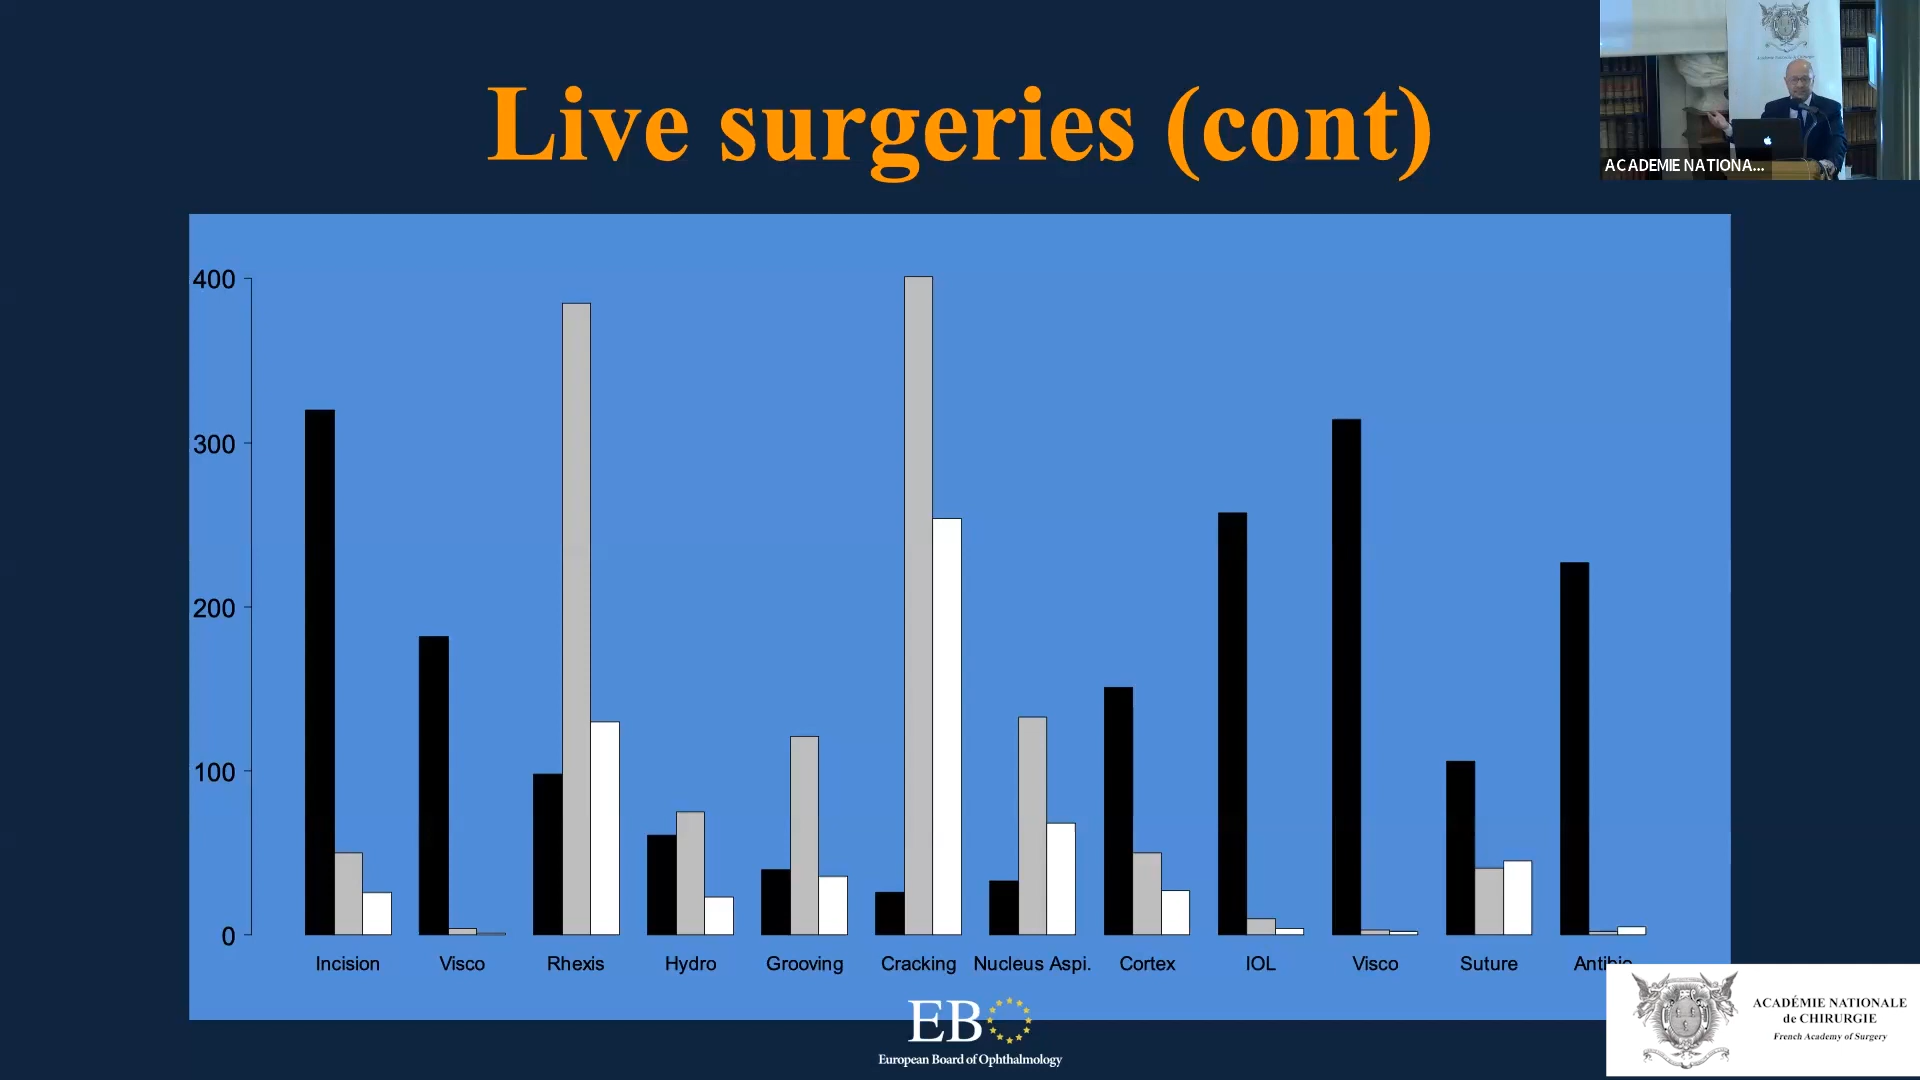 Live surgeries (cont)
ACADEMIE NATIONA...
400
300
200
100
0
Incision
Visco
Rhexis
Hydro
Grooving
Cracking
Nucleus Aspi.
Cortex
IOL
Visco
Suture
Antibio
EBO
European Board of Ophthalmology
ACADÉMIE NATIONALE
de CHIRURGIE
French Academy of Surgery